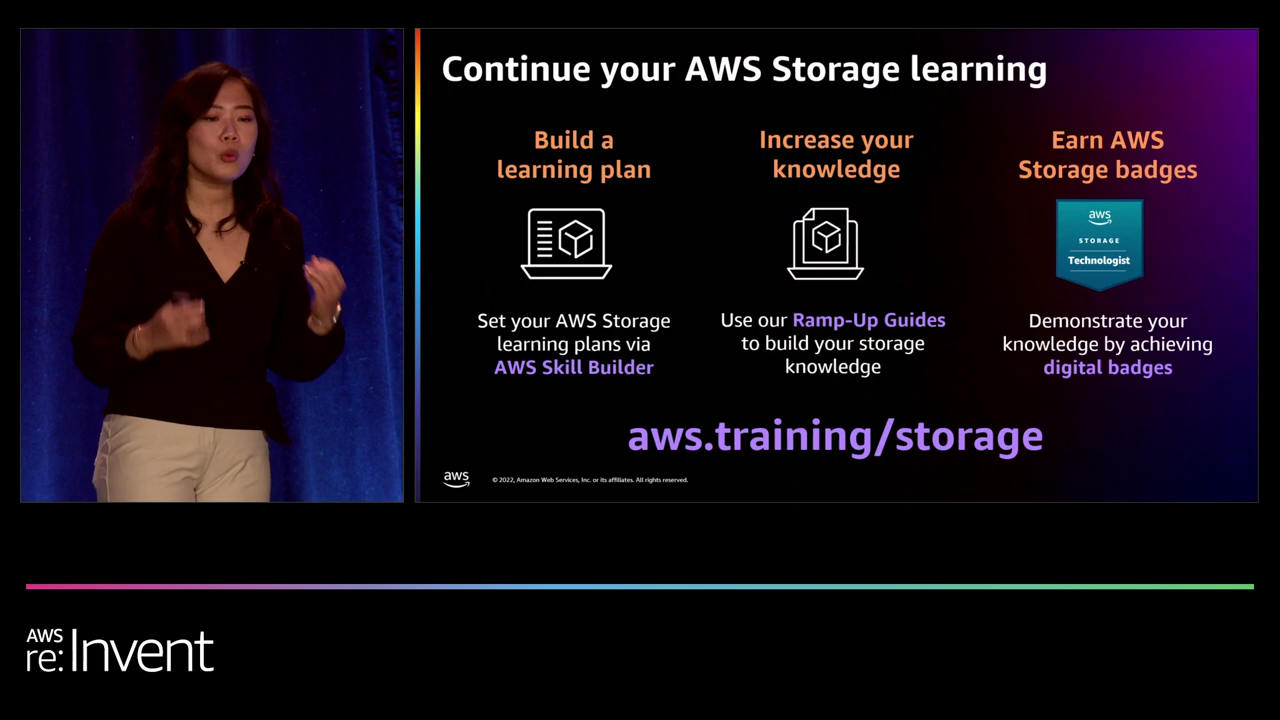 Continue your AWS Storage learning
Build a
learning plan
Set your AWS Storage
learning plans via
AWS Skill Builder
Increase your
knowledge
Use our Ramp-Up Guides
to build your storage
knowledge
Earn AWS
Storage badges
aws
STORAGE
Technologist
Demonstrate your
knowledge by achieving
digital badges
aws.training/storage
aws
© 2022, Amazon Web Services, Inc. or its affiliates. All rights reserved.
AWS
re:Invent